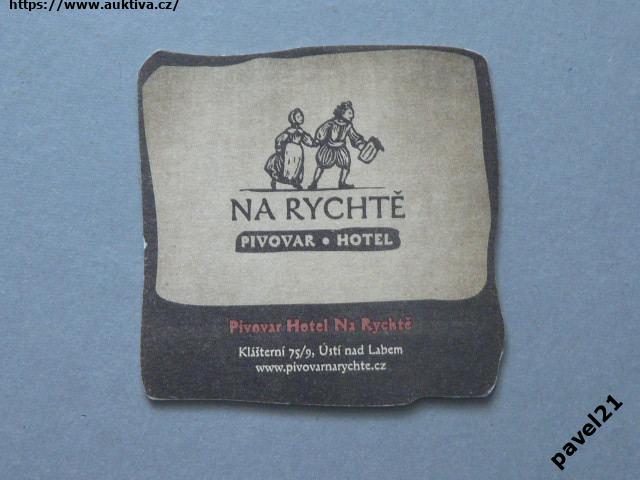 https://www.auktiva.cz/
NA RYCHTĚ
PIVOVAR • HOTEL
Pivovar Hotel Na Rychtě
Klášterní 75/9, Ústí nad Labem
www.pivovarnarychte.cz
pavel21